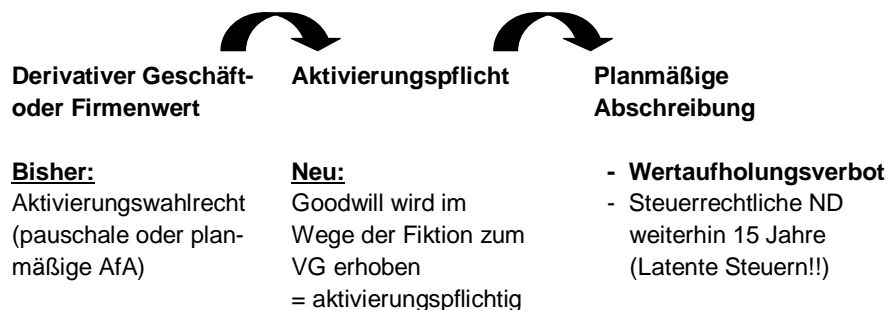 Derivativer Geschäft-
oder Firmenwert
Bisher:
Aktivierungswahlrecht
(pauschale oder plan-
mäßige AfA)
Aktivierungspflicht
Neu:
Goodwill wird im
Wege der Fiktion zum
VG erhoben
= aktivierungspflichtig
Planmäßige
Abschreibung
- Wertaufholungsverbot
- Steuerrechtliche ND
weiterhin 15 Jahre
(Latente Steuern!!)